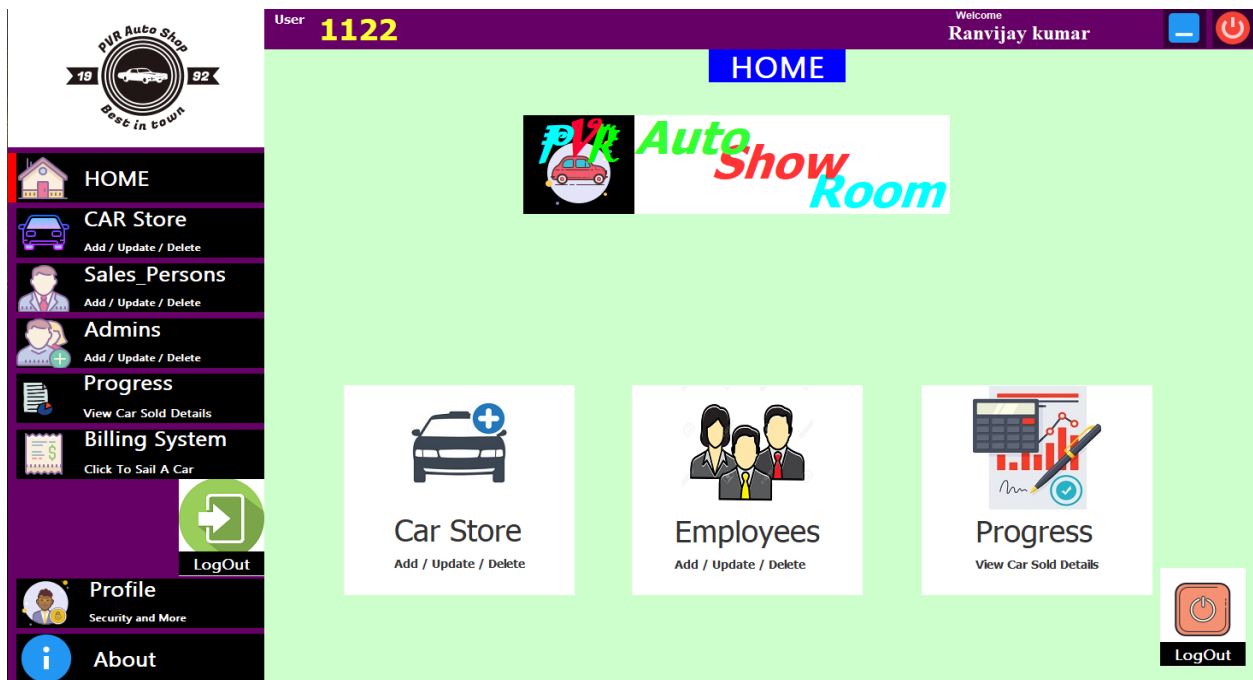 PVR Auto Shop
19 92
Best in town
User 1122
Welcome
Ranvijay kumar
HOME
PVR Auto
Show
Room
HOME
CAR Store
Add / Update / Delete
Sales_Persons
Add / Update / Delete
Admins
Add / Update / Delete
Progress
View Car Sold Details
Billing System
Click To Sail A Car
LogOut
Profile
Security and More
About
Car Store
Add / Update / Delete
Employees
Add / Update / Delete
Progress
View Car Sold Details
LogOut